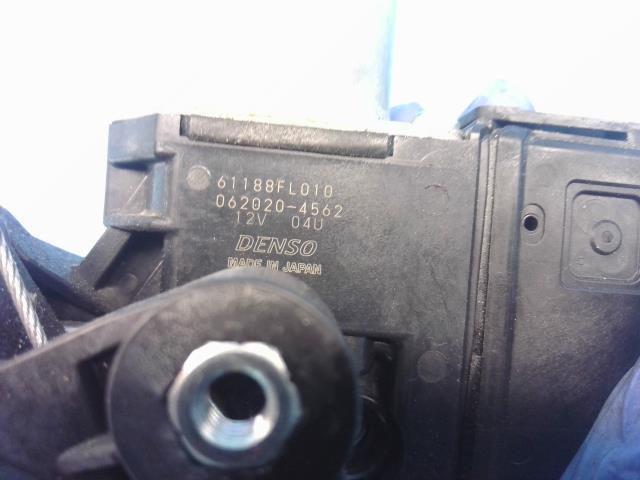 61188FL010
062020-4562
12V 04U
DENSO
MADE IN JAPAN